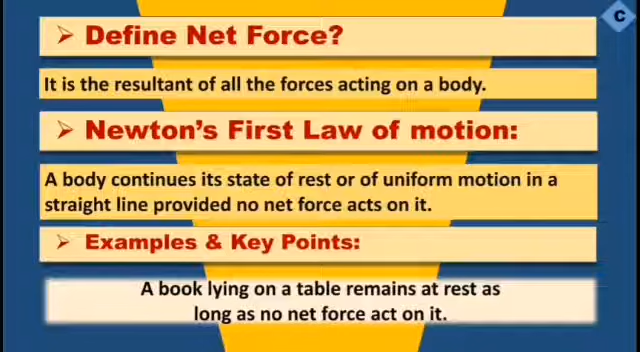 C
➢ Define Net Force?
It is the resultant of all the forces acting on a body.
➢ Newton's First Law of motion:
A body continues its state of rest or of uniform motion in a
straight line provided no net force acts on it.
➢ Examples & Key Points:
A book lying on a table remains at rest as
long as no net force act on it.